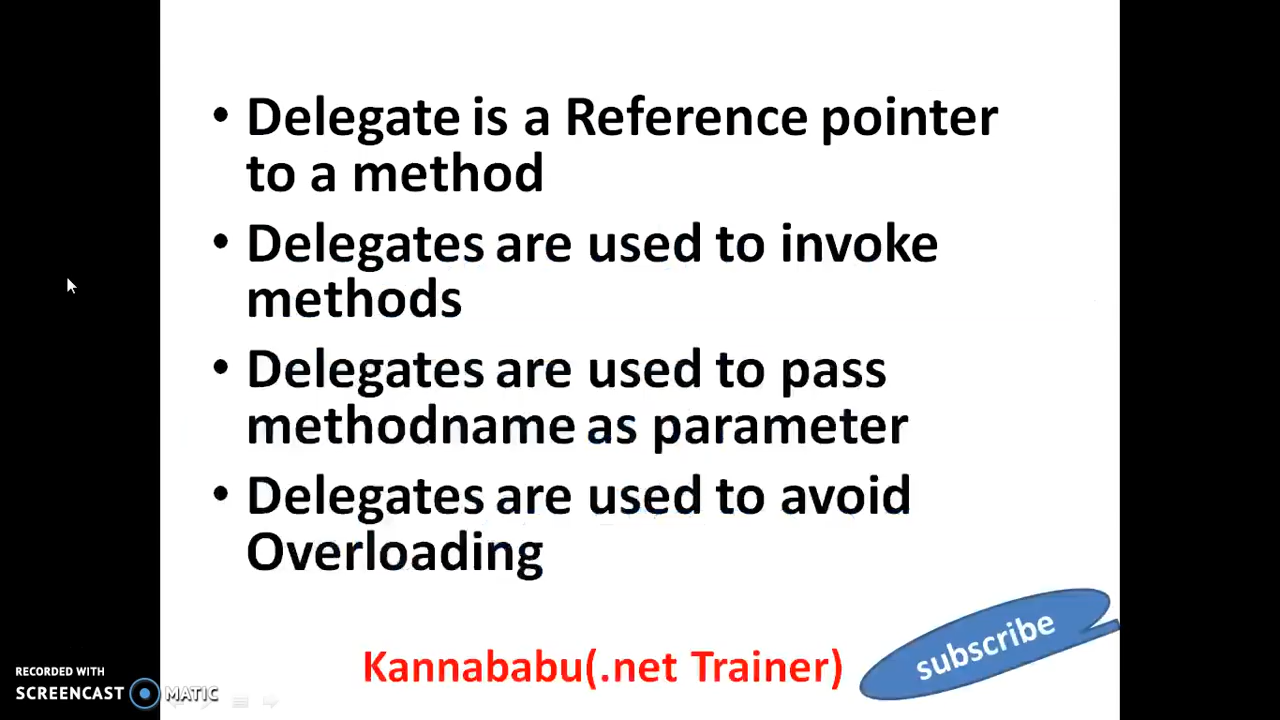 • Delegate is a Reference pointer
to a method
• Delegates are used to invoke
methods
• Delegates are used to pass
methodname as parameter
• Delegates are used to avoid
Overloading
Kannababu(.net Trainer)
subscribe
RECORDED WITH
SCREENCAST MATIC